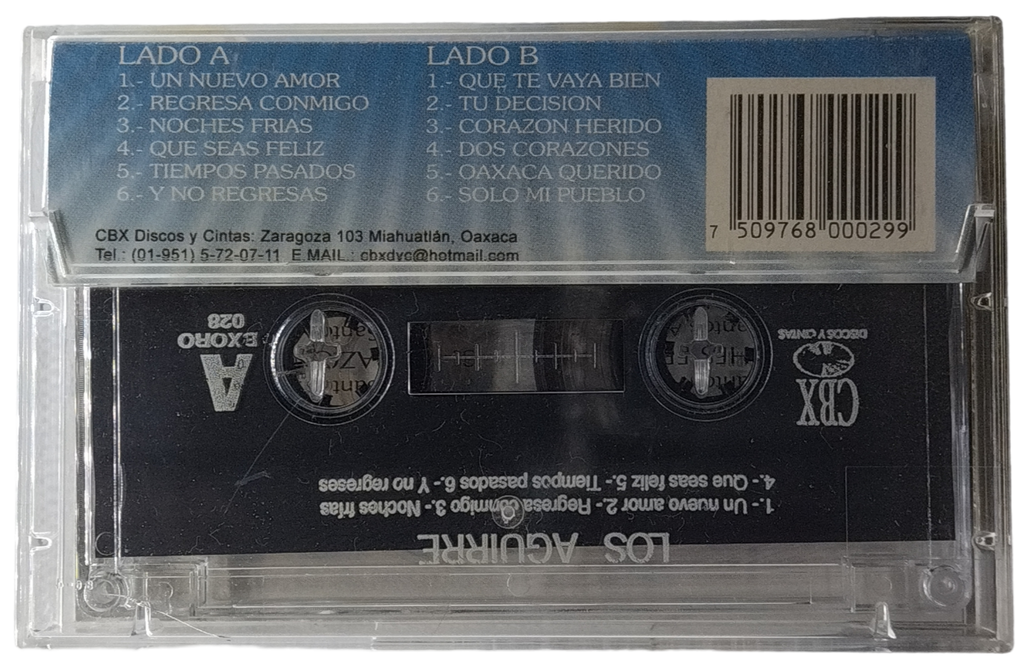 LADO A
1.- UN NUEVO AMOR
2.- REGRESA CONMIGO
3.- NOCHES FRIAS
4.- QUE SEAS FELIZ
5.- TIEMPOS PASADOS
6.- Y NO REGRESAS
LADO B
1.- QUE TE VAYA BIEN
2.- TU DECISION
3.- CORAZON HERIDO
4.- DOS CORAZONES
5.- OAXACA QUERIDO
6.- SOLO MI PUEBLO
7 509768 000299
CBX Discos y Cintas: Zaragoza 103 Miahuatlán, Oaxaca
Tel.: (01-951) 5-72-07-11 E.MAIL.: cbxdyc@hotmail.com
LOS AGUIRRE
1.- Un nuevo amor 2.- Regresa conmigo 3.- Noches frías
4.- Que seas feliz 5.- Tiempos pasados 6.- Y no regreses
CBX
DISCOS Y CINTAS
A
EXORO
028